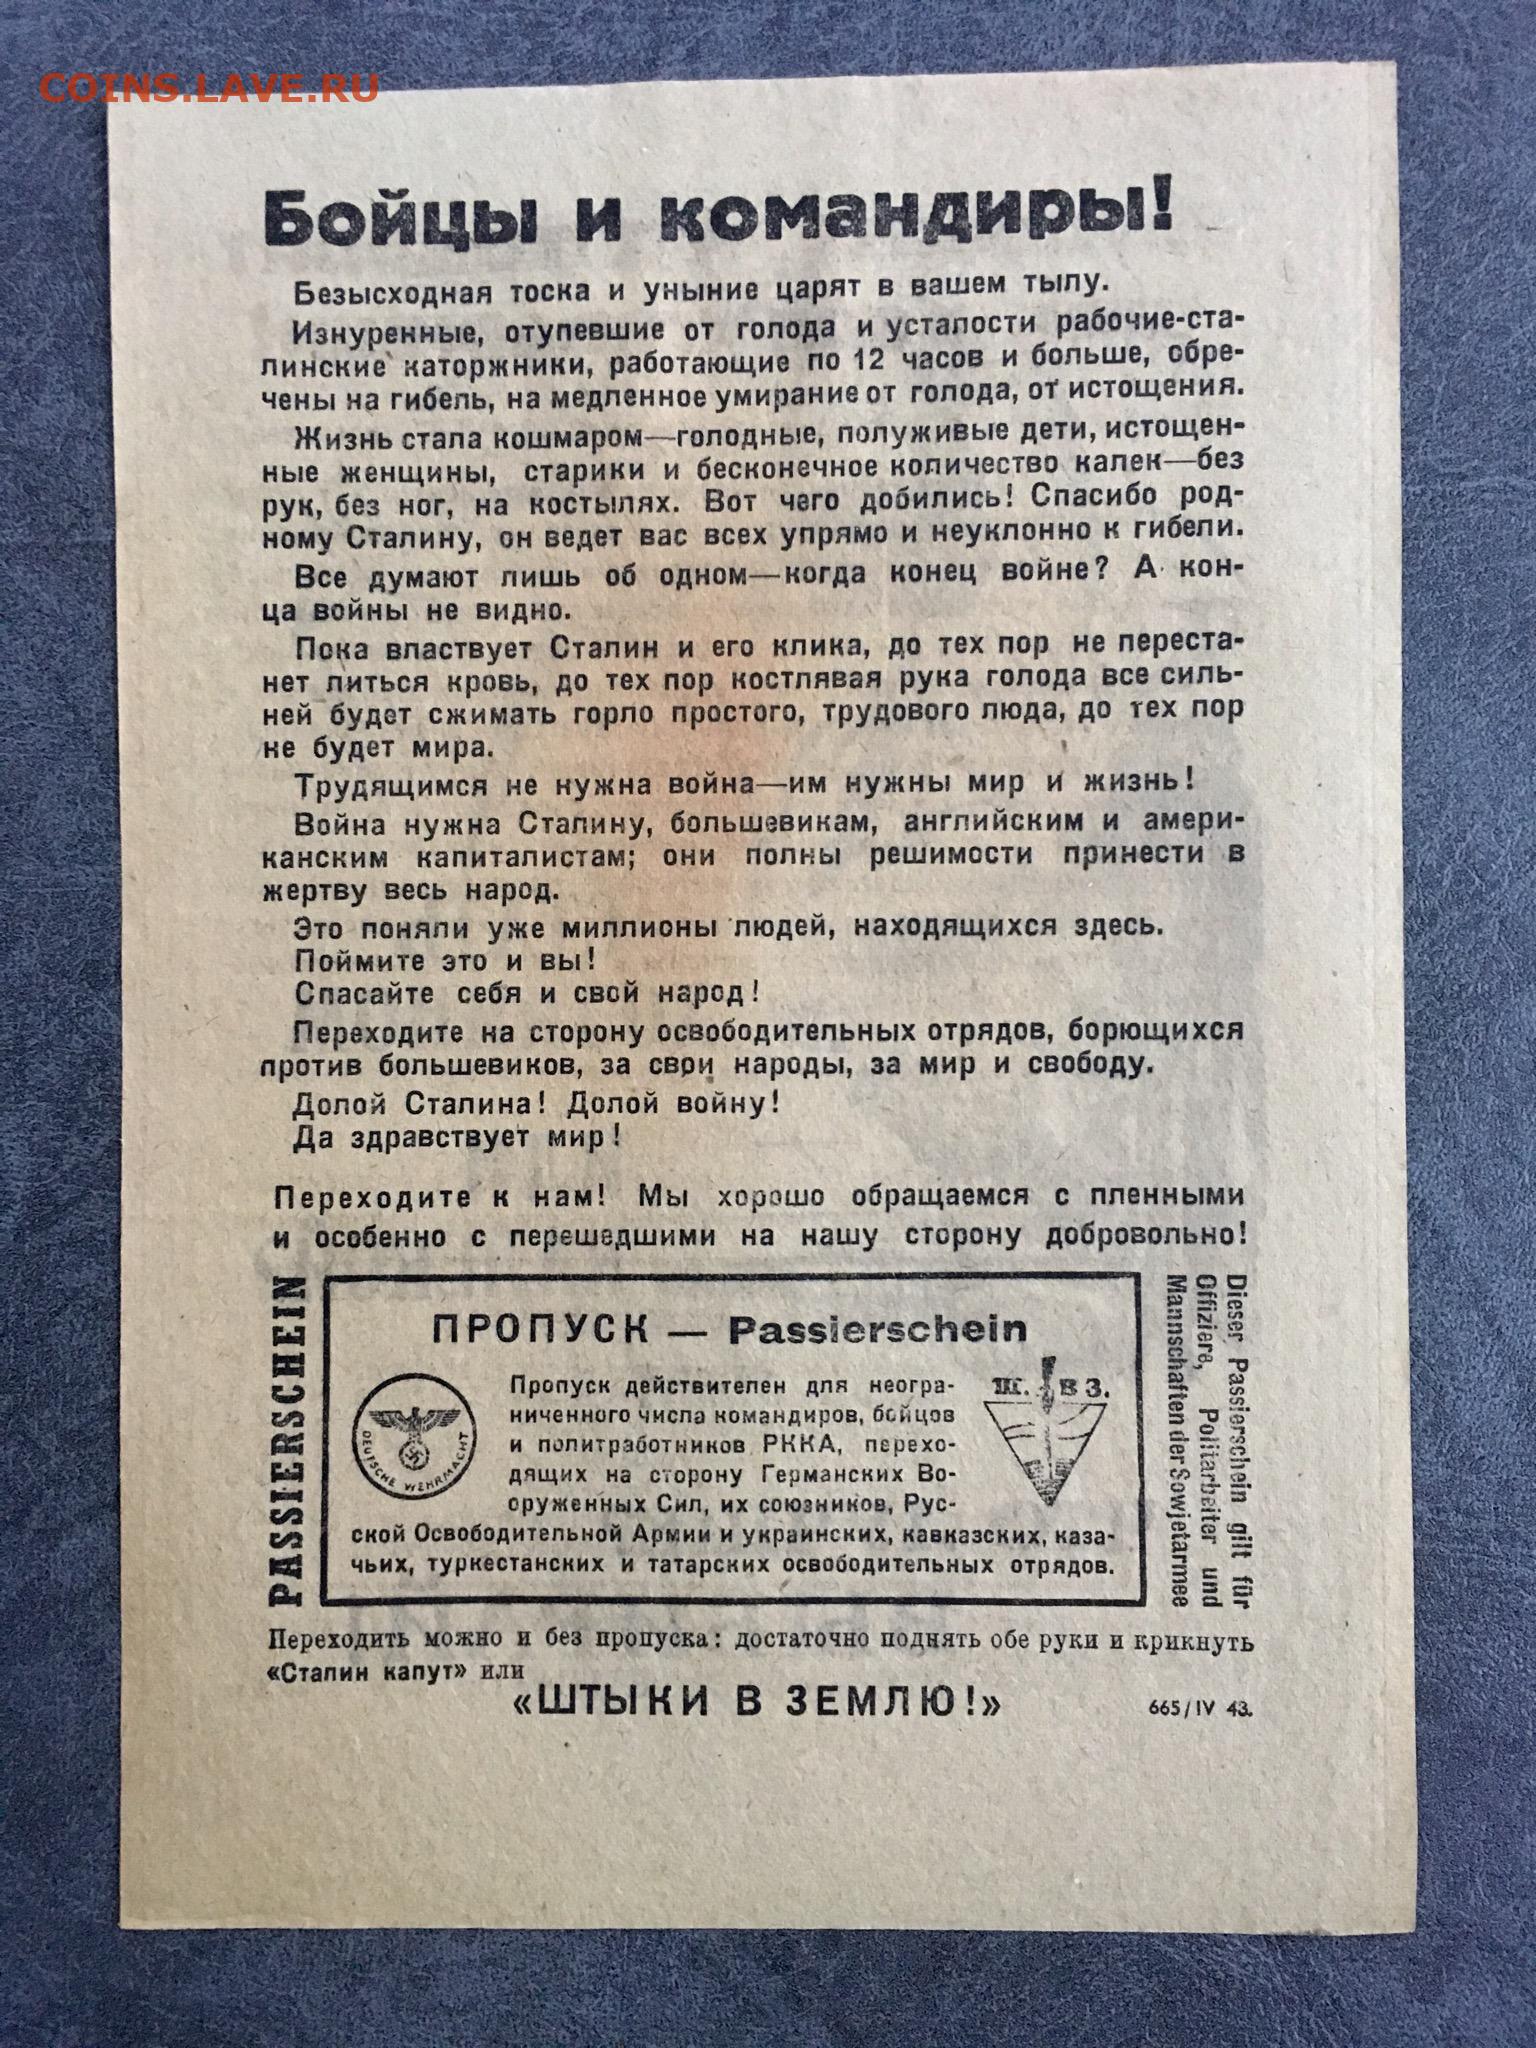 COINS.LAVE.RU
Бойцы и командиры!
Безысходная тоска и уныние царят в вашем тылу.
Изнуренные, отупевшие от голода и усталости рабочие-ста-
линские каторжники, работающие по 12 часов и больше, обре-
чены на гибель, на медленное умирание от голода, от истощения.
Жизнь стала кошмаром—голодные, полуживые дети, истощен-
ные женщины, старики и бесконечное количество калек—без
рук, без ног, на костылях. Вот чего добились! Спасибо род-
ному Сталину, он ведет вас всех упрямо и неуклонно к гибели.
Все думают лишь об одном—когда конец войне? А кон-
ца войны не видно.
Пока властвует Сталин и его клика, до тех пор не переста-
нет литься кровь, до тех пор костлявая рука голода все силь-
ней будет сжимать горло простого, трудового люда, до тех пор
не будет мира.
Трудящимся не нужна война—им нужны мир и жизнь!
Война нужна Сталину, большевикам, английским и амери-
канским капиталистам; они полны решимости принести в
жертву весь народ.
Это поняли уже миллионы людей, находящихся здесь.
Поймите это и вы!
Спасайте себя и свой народ!
Переходите на сторону освободительных отрядов, борющихся
против большевиков, за свои народы, за мир и свободу.
Долой Сталина! Долой войну!
Да здравствует мир!
Переходите к нам! Мы хорошо обращаемся с пленными
и особенно с перешедшими на нашу сторону добровольно!
PASSIERSCHEIN
ПРОПУСК — Passierschein
DEUTSCHE WEHRMACHT
Пропуск действителен для неогра-
ниченного числа командиров, бойцов
и политработников РККА, перехо-
дящих на сторону Германских Во-
оруженных Сил, их союзников, Рус-
ской Освободительной Армии и украинских, кавказских, каза-
чьих, туркестанских и татарских освободительных отрядов.
Ш. В З.
Dieser Passierschein gilt für
Offiziere, Politarbeiter und
Mannschaften der Sowjetarmee
Переходить можно и без пропуска: достаточно поднять обе руки и крикнуть
«Сталин капут» или
«ШТЫКИ В ЗЕМЛЮ!»
665/IV 43.